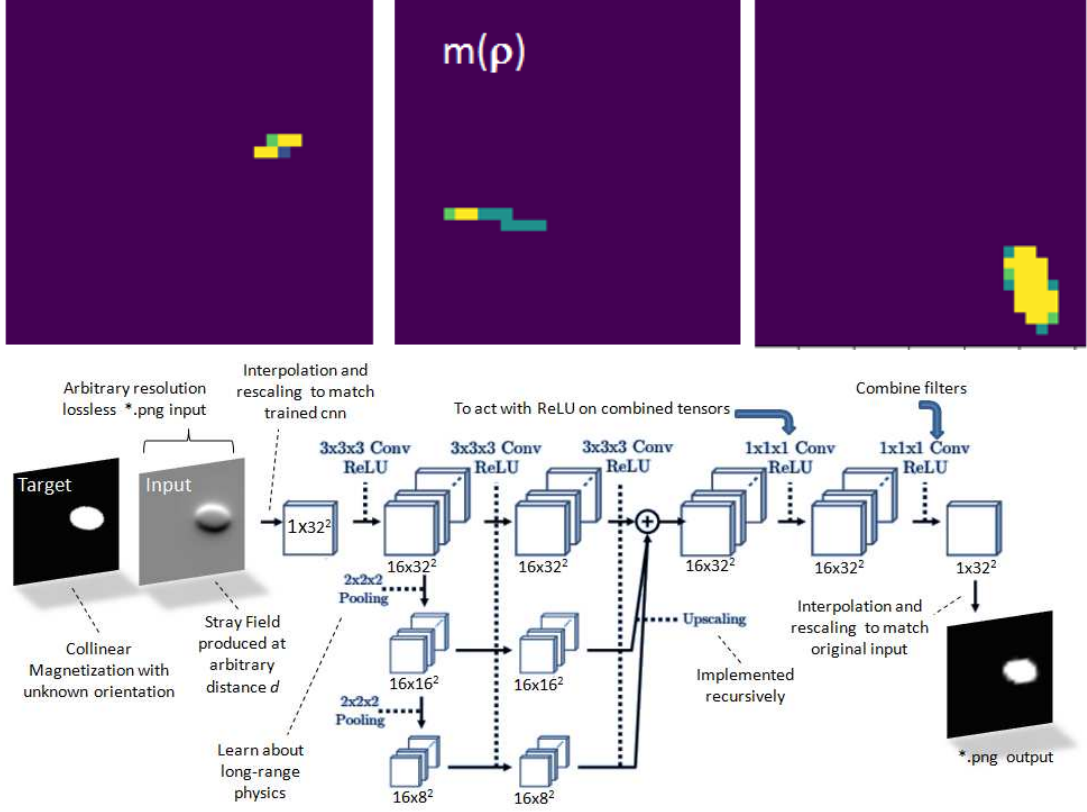 m(ρ)
Arbitrary resolution
lossless *.png input
Interpolation and
rescaling to match
trained cnn
To act with ReLU on combined tensors
Combine filters
3x3x3 Conv
ReLU
3x3x3 Conv
ReLU
3x3x3 Conv
ReLU
1x1x1 Conv
ReLU
1x1x1 Conv
ReLU
Target
Input
1x32²
+
16x32²
16x32²
16x32²
16x32²
1x32²
2x2x2
Pooling
Upscaling
16x16²
16x16²
2x2x2
Pooling
16x8²
16x8²
Collinear
Magnetization with
unknown orientation
Stray Field
produced at
arbitrary
distance d
Learn about
long-range
physics
Implemented
recursively
Interpolation and
rescaling to match
original input
*.png output